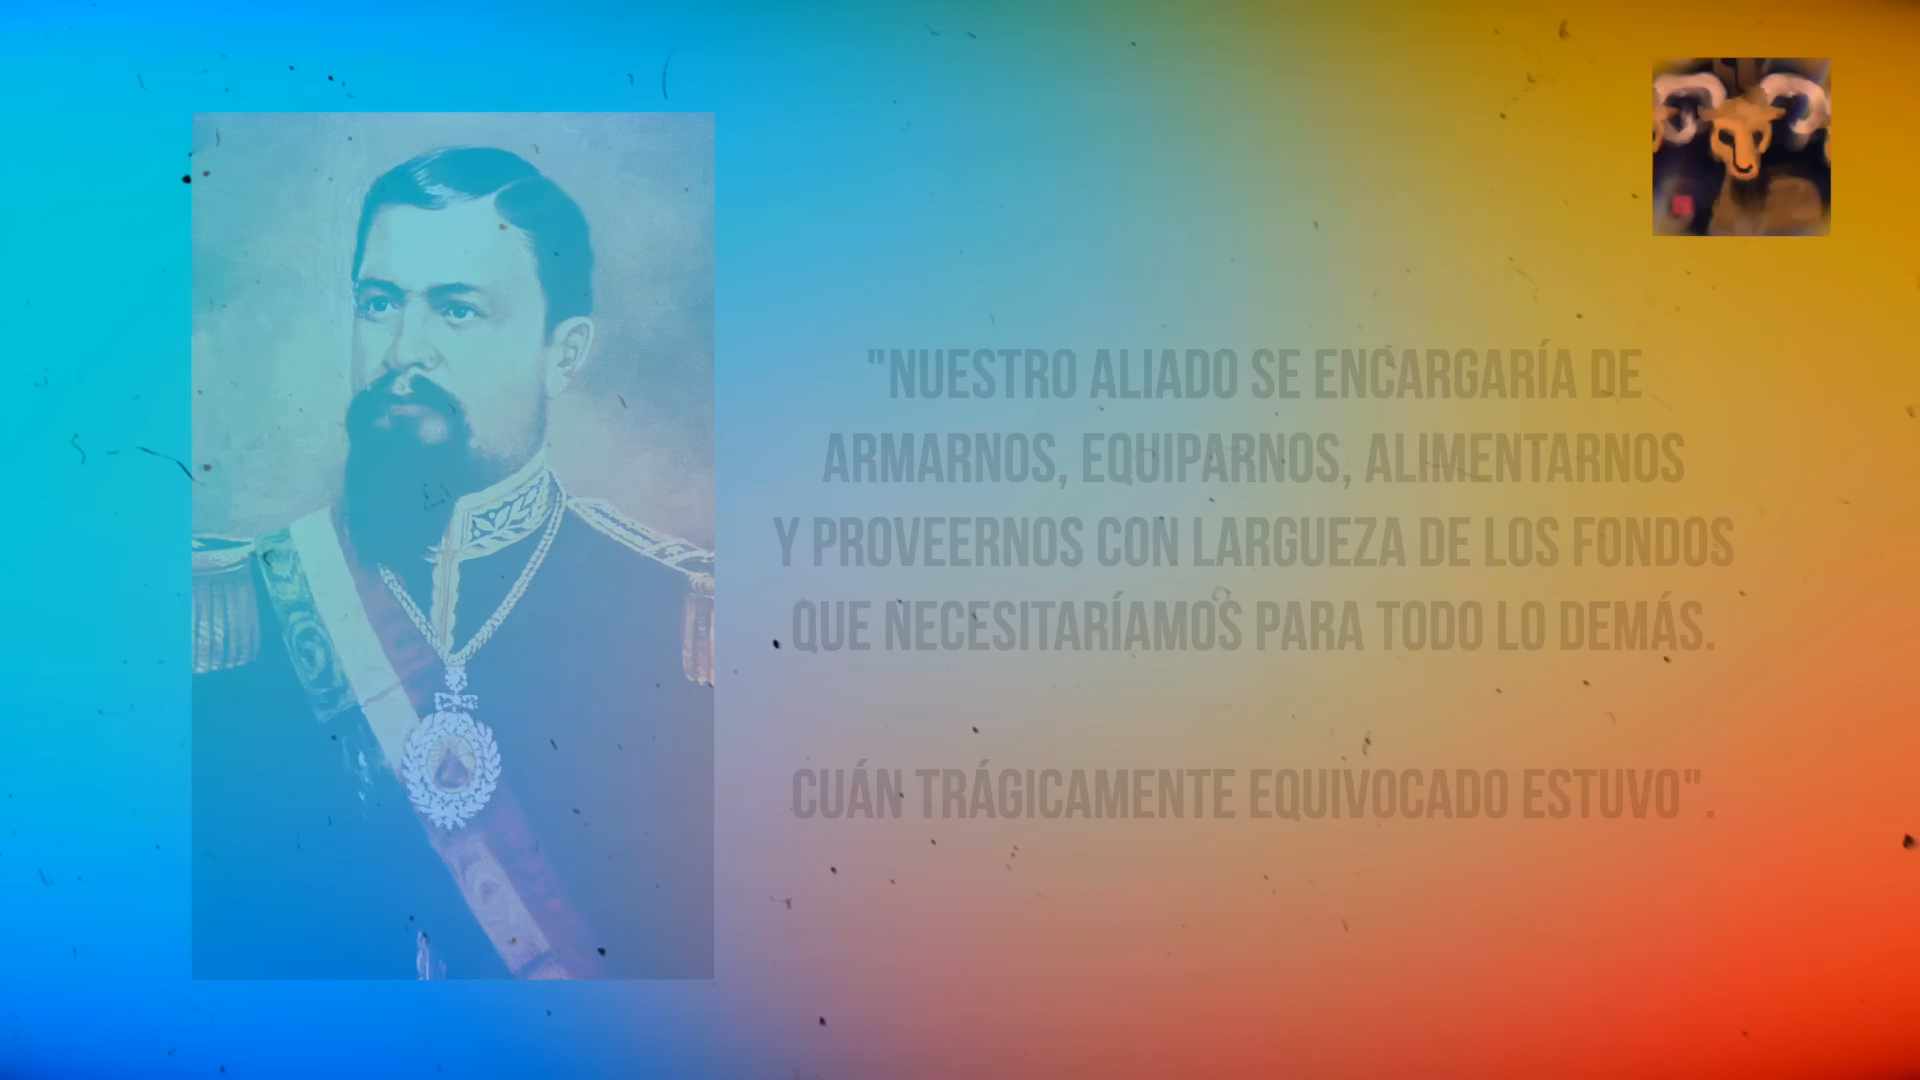 "NUESTRO ALIADO SE ENCARGARÍA DE
ARMARNOS, EQUIPARNOS, ALIMENTARNOS
Y PROVEERNOS CON LARGUEZA DE LOS FONDOS
QUE NECESITARÍAMOS PARA TODO LO DEMÁS.
CUÁN TRÁGICAMENTE EQUIVOCADO ESTUVO".